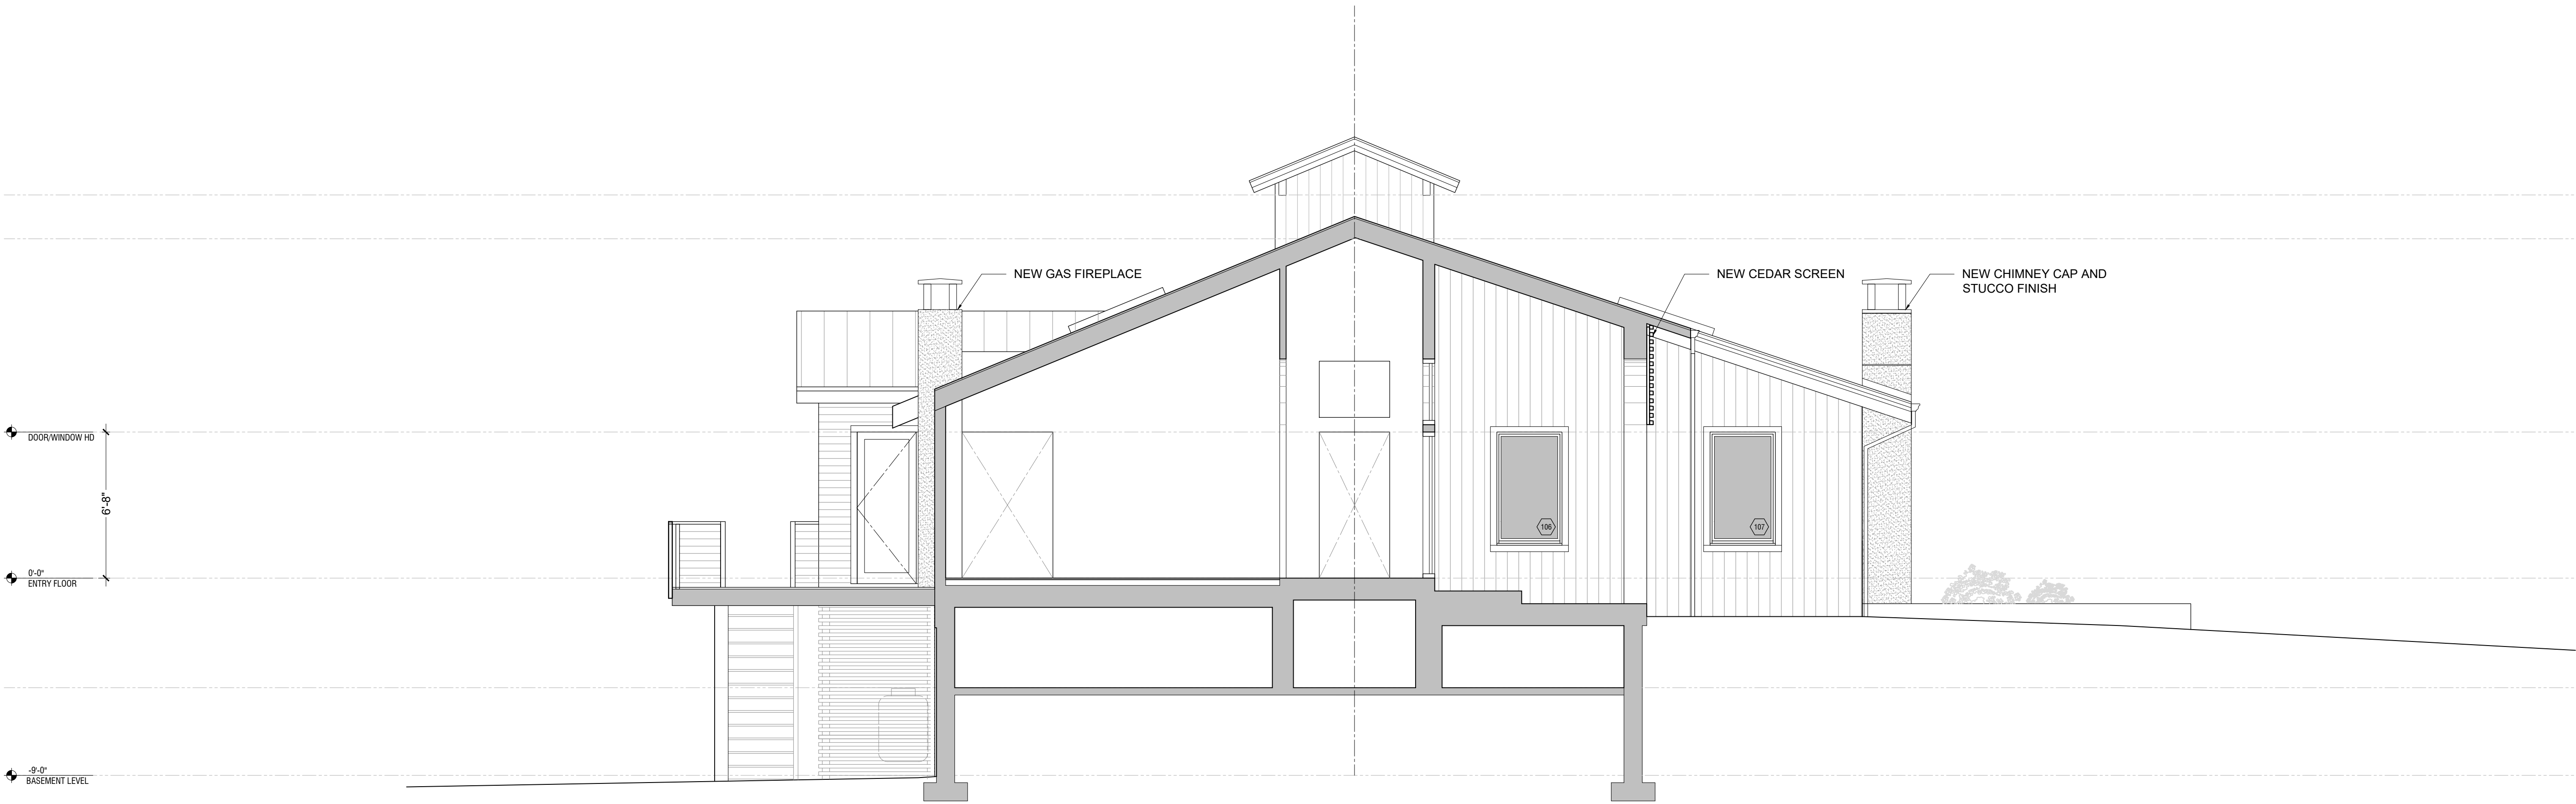 NEW GAS FIREPLACE
NEW CEDAR SCREEN
NEW CHIMNEY CAP AND
STUCCO FINISH
DOOR/WINDOW HD
6'-8"
106
107
0'-0"
ENTRY FLOOR
-9'-0"
BASEMENT LEVEL